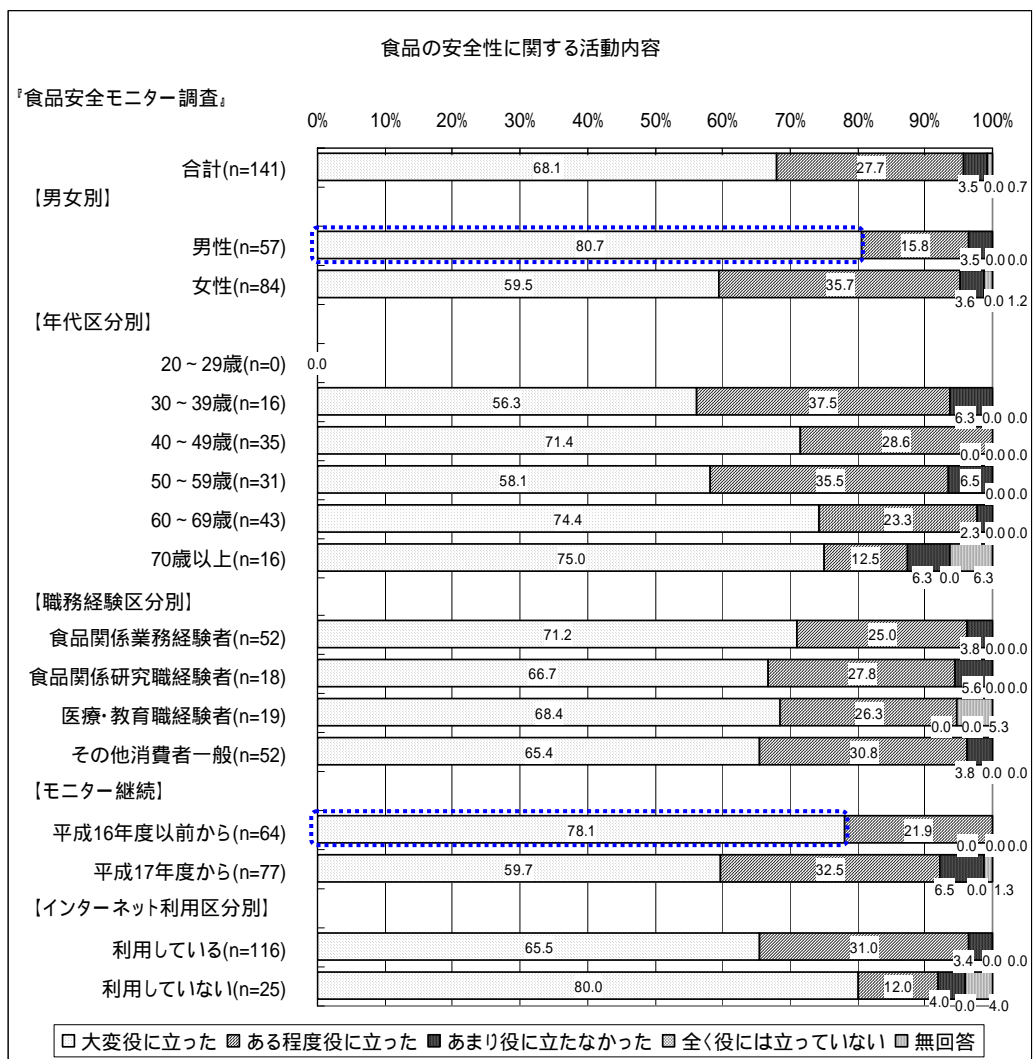 食品の安全性に関する活動内容
『食品安全モニター調査』
0% 10% 20% 30% 40% 50% 60% 70% 80% 90% 100%
合計(n=141) 68.1 27.7 3.5 0.0 0.7
【男女別】
男性(n=57) 80.7 15.8 3.5 0.0 0.0
女性(n=84) 59.5 35.7 3.6 0.0 1.2
【年代区分別】
20~29歳(n=0) 0.0
30~39歳(n=16) 56.3 37.5 6.3 0.0 0.0
40~49歳(n=35) 71.4 28.6 0.0 0.0 0.0
50~59歳(n=31) 58.1 35.5 6.5 0.0 0.0
60~69歳(n=43) 74.4 23.3 2.3 0.0 0.0
70歳以上(n=16) 75.0 12.5 6.3 0.0 6.3
【職務経験区分別】
食品関係業務経験者(n=52) 71.2 25.0 3.8 0.0 0.0
食品関係研究職経験者(n=18) 66.7 27.8 5.6 0.0 0.0
医療・教育職経験者(n=19) 68.4 26.3 0.0 0.0 5.3
その他消費者一般(n=52) 65.4 30.8 3.8 0.0 0.0
【モニター継続】
平成16年度以前から(n=64) 78.1 21.9 0.0 0.0 0.0
平成17年度から(n=77) 59.7 32.5 6.5 0.0 1.3
【インターネット利用区分別】
利用している(n=116) 65.5 31.0 3.4 0.0 0.0
利用していない(n=25) 80.0 12.0 4.0 0.0 4.0
大変役に立った ある程度役に立った あまり役に立たなかった 全く役には立っていない 無回答